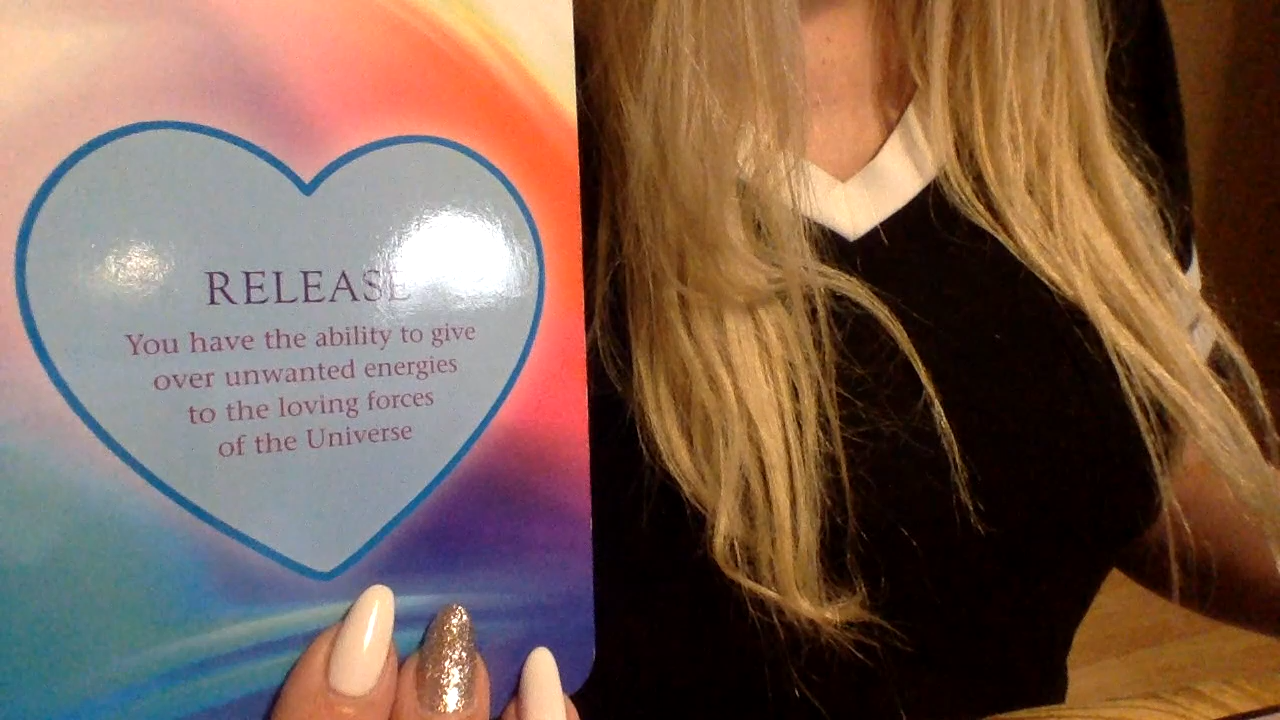 RELEASE
You have the ability to give
over unwanted energies
to the loving forces
of the Universe